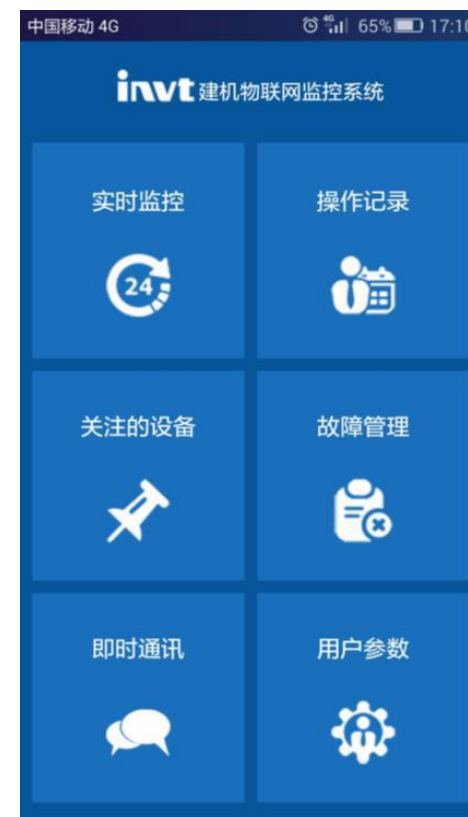 中国移动 4G 4G 65% 17:10
invt 建机物联网监控系统
实时监控 操作记录
24
关注的设备 故障管理
即时通讯 用户参数